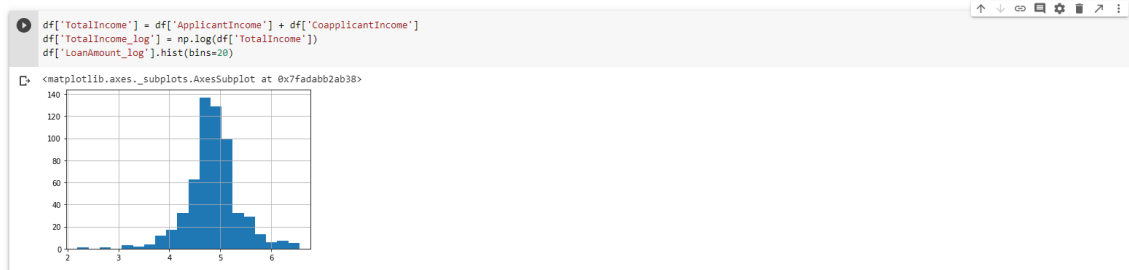 df['TotalIncome'] = df['ApplicantIncome'] + df['CoapplicantIncome']
df['TotalIncome_log'] = np.log(df['TotalIncome'])
df['LoanAmount_log'].hist(bins=20)
<matplotlib.axes._subplots.AxesSubplot at 0x7fadabb2ab38>
140
120
100
80
60
40
20
0
2 3 4 5 6